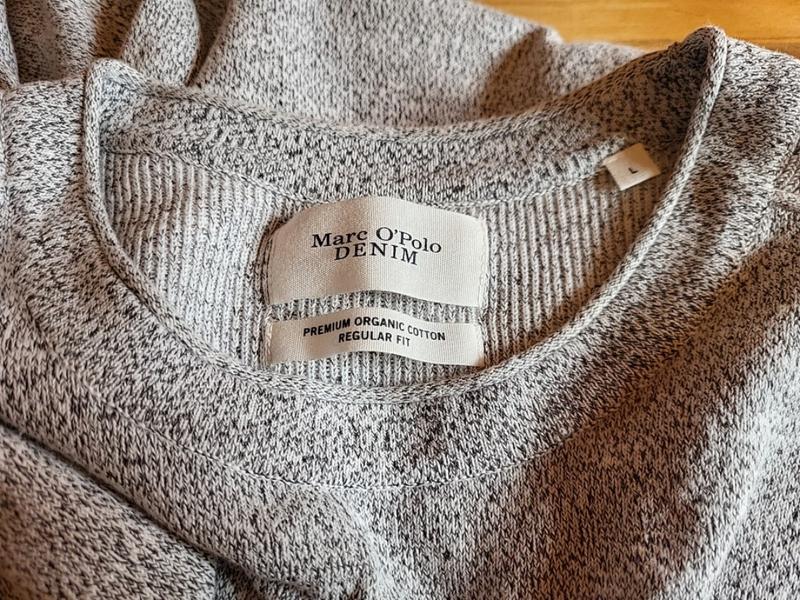 Marc O'Polo
DENIM
PREMIUM ORGANIC COTTON
REGULAR FIT
L